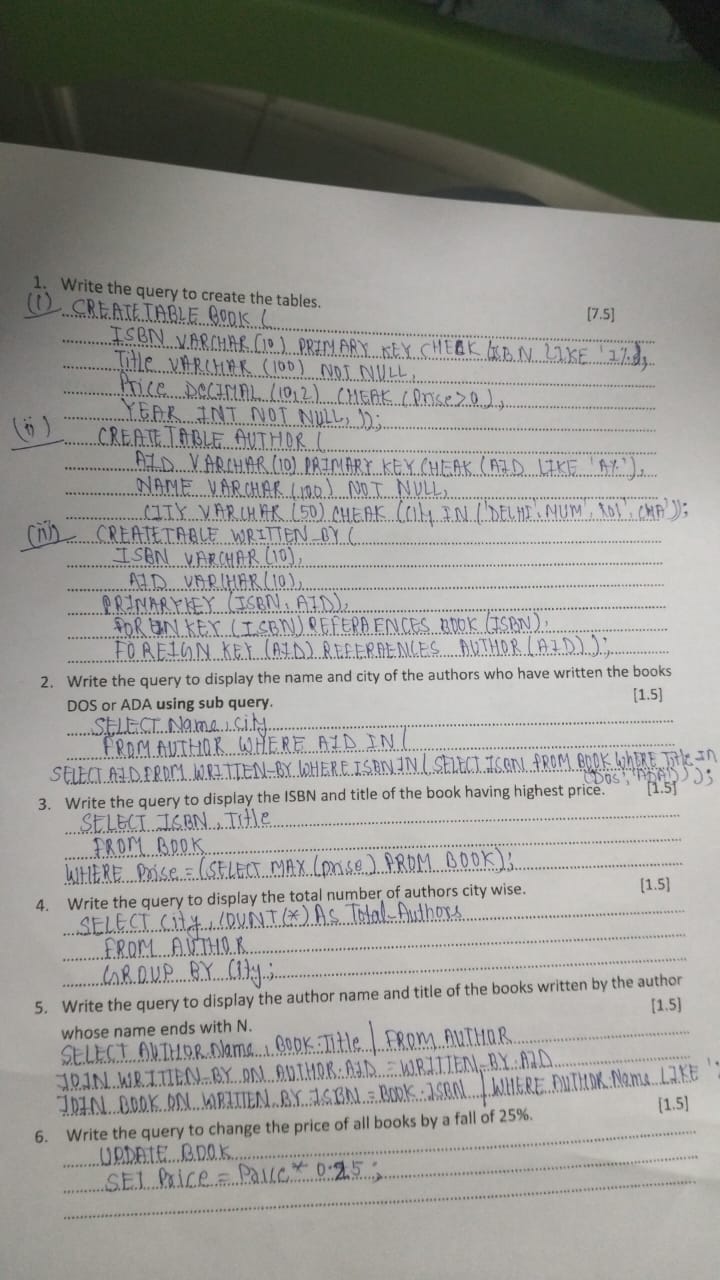 1. Write the query to create the tables. [7.5]
(i) CREATE TABLE BOOK (
ISBN VARCHAR (10) PRIMARY KEY CHECK (ISBN LIKE '1%'),
Title VARCHAR (100) NOT NULL,
Price DECIMAL (10,2) CHEAK (Price>0),
YEAR INT NOT NULL, ));
(ii) CREATE TABLE AUTHOR (
AID VARCHAR (10) PRIMARY KEY CHEAK (AID LIKE 'A%'),
NAME VARCHAR (100) NOT NULL,
CITY VARCHAR (50) CHEAK (City IN ('DELHI', MUM',
(iii) CREATE TABLE WRITTEN_BY (
ISBN VARCHAR (10),
AID VARCHAR (10),
PRIMARY KEY (ISBN, AID),
KEY (ISBN) BOOK (ISBN),
FOREIGN KEY (AID) AUTHOR (AID) );
2. Write the query to display the name and city of the authors who have written the books
DOS or ADA using sub query. [1.5]
SELECT Name, City
FROM AUTHOR WHERE AID IN (
SELECT AID FROM WRITTEN_BY WHERE ISBN IN ( SELECT ISBN FROM BOOK WhERE Title IN
('DOS', 'ADA')));
3. Write the query to display the ISBN and title of the book having highest price. [1.5]
SELECT ISBN, Title
FROM BOOK
WHERE Price = (SELECT MAX (price) FROM BOOK);
4. Write the query to display the total number of authors city wise. [1.5]
SELECT City, COUNT (*) As Total_Authors
FROM AUTHOR
GROUP BY City;
5. Write the query to display the author name and title of the books written by the author
whose name ends with N. [1.5]
SELECT AUTHOR.Name, BOOK.Title | FROM AUTHOR
JOIN WRITTEN_BY ON AUTHOR.AID = WRITTEN_BY.AID
JOIN BOOK ON WRITTEN_BY.ISBN = BOOK.ISBN | WHERE AUTHOR.Name LIKE '
6. Write the query to change the price of all books by a fall of 25%. [1.5]
UPDATE BOOK
SET Price = Price * 0.25;